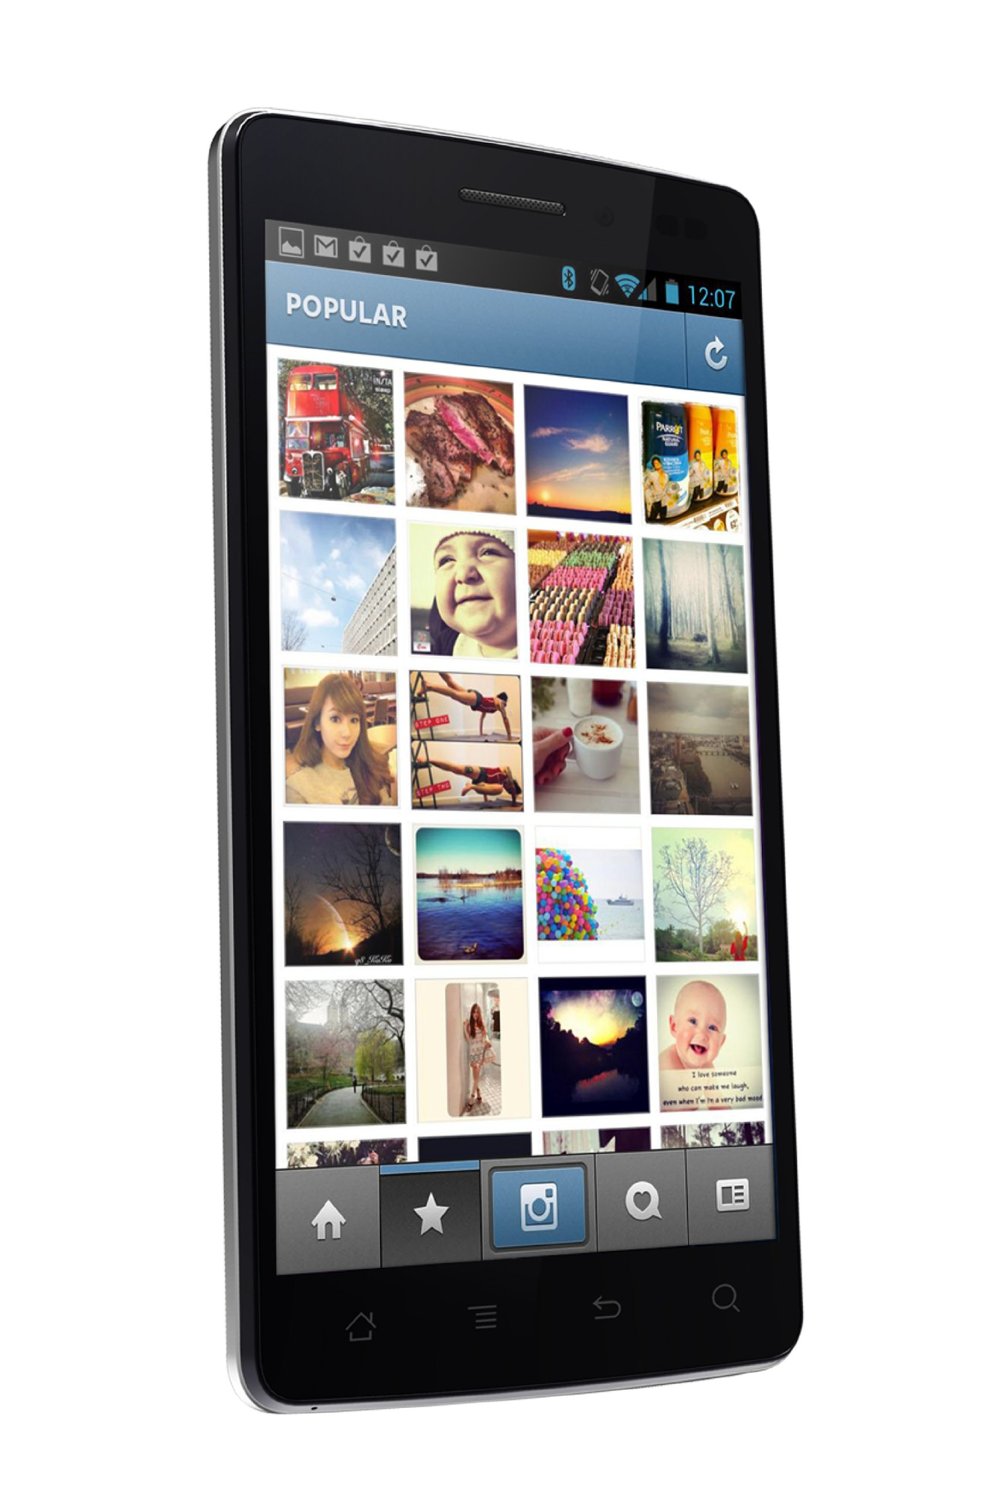 12:07
POPULAR
INSTA
PARROT
STEP ONE
STEP TWO
I love someone
who can make me laugh,
even when I'm in a very bad mood